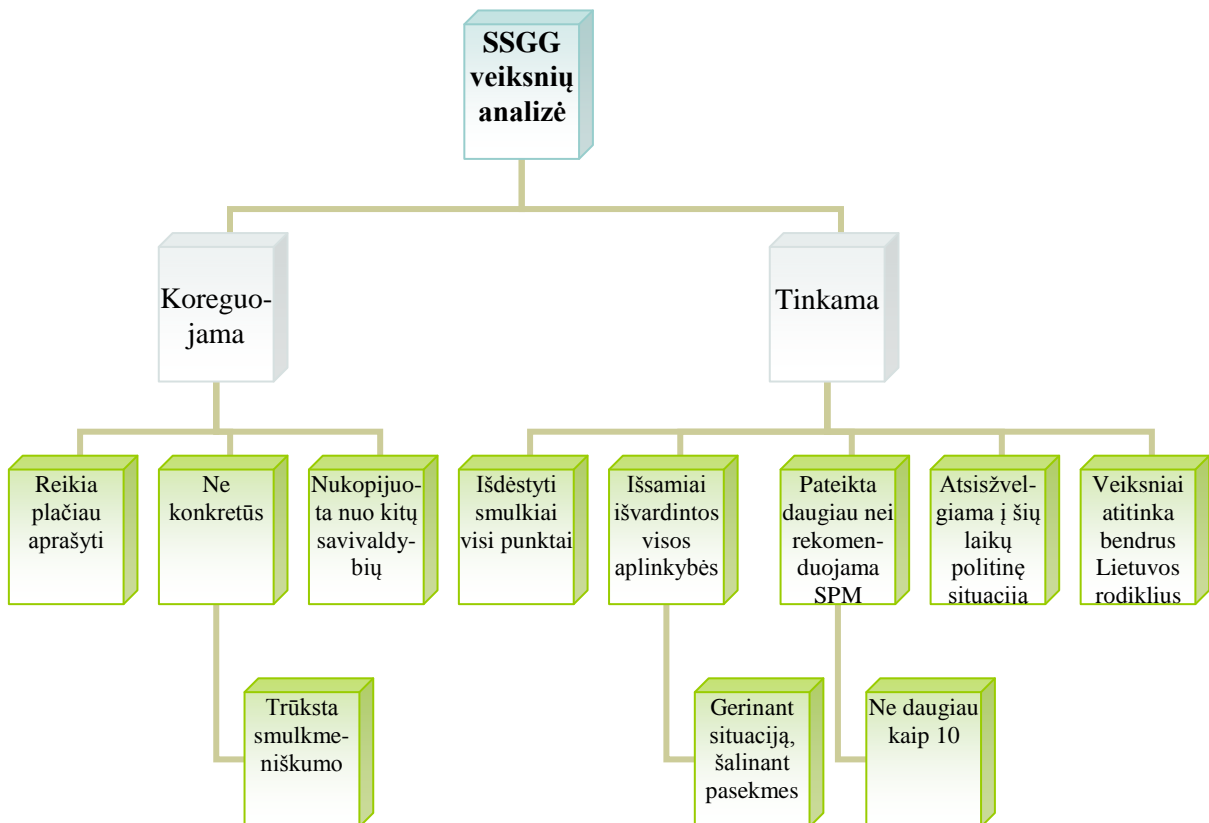 SSGG
veiksnių
analizė
Koreguo-
jama
Tinkama
Reikia
plačiau
aprašyti
Ne
konkretūs
Nukopijuo-
ta nuo kitų
savivaldy-
bių
Išdėstyti
smulkiai
visi punktai
Išsamiai
išvardintos
visos
aplinkybės
Pateikta
daugiau nei
rekomen-
duojama
SPM
Atsisžvel-
giama į šių
laikų
politinę
situaciją
Veiksniai
atitinka
bendrus
Lietuvos
rodiklius
Trūksta
smulkme-
niškumo
Gerinant
situaciją,
šalinant
pasekmes
Ne daugiau
kaip 10